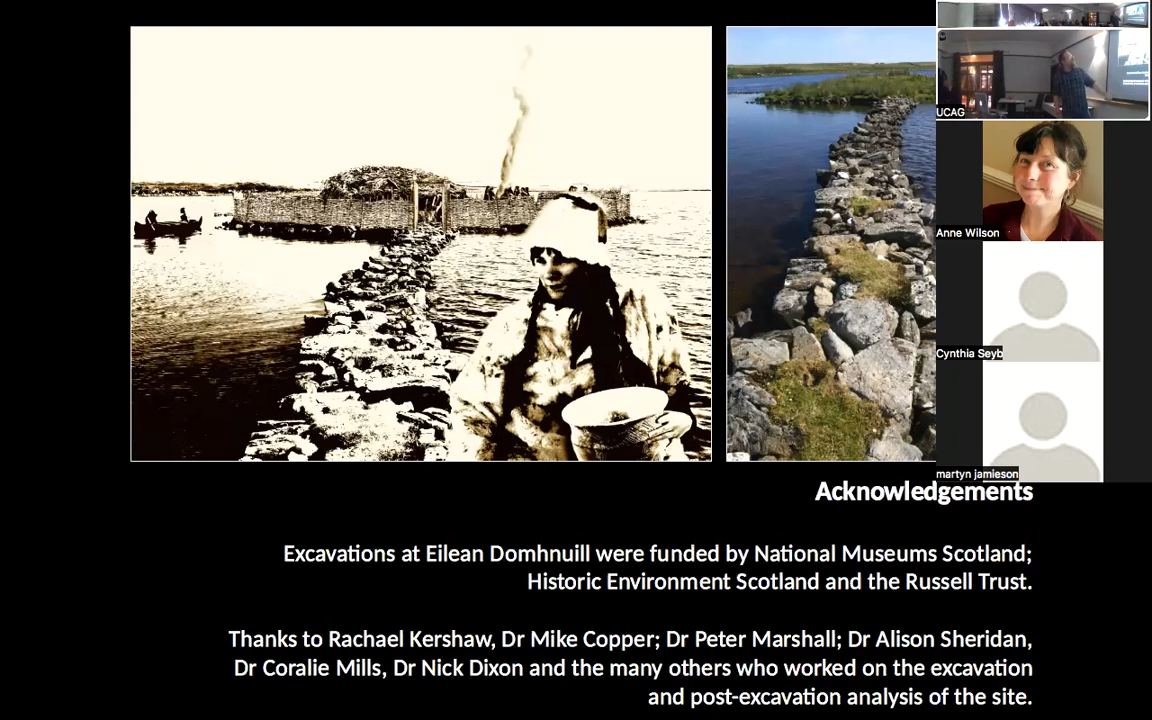 UCAG
Anne Wilson
Cynthia Seyb
martyn jamieson
Acknowledgements
Excavations at Eilean Domhnuill were funded by National Museums Scotland;
Historic Environment Scotland and the Russell Trust.
Thanks to Rachael Kershaw, Dr Mike Copper; Dr Peter Marshall; Dr Alison Sheridan,
Dr Coralie Mills, Dr Nick Dixon and the many others who worked on the excavation
and post-excavation analysis of the site.